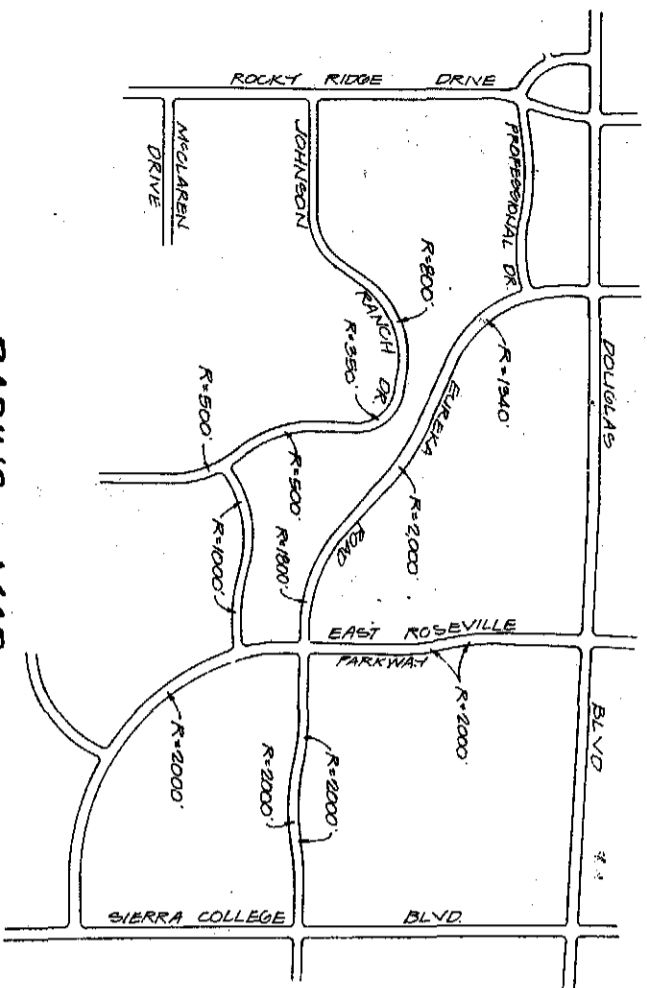 ROCKY RIDGE DRIVE
McCLAREN DRIVE
JOHNSON RANCH DR.
PROFESSIONAL DR.
R=800'
R=350'
R=1340'
EUREKA ROAD
DOUGLAS BLVD
R=500'
R=500'
R=2,000'
R=1000'
R=1800'
EAST ROSEVILLE PARKWAY
R=2000'
R=2000'
R=2000'
R=2000'
SIERRA COLLEGE BLVD.